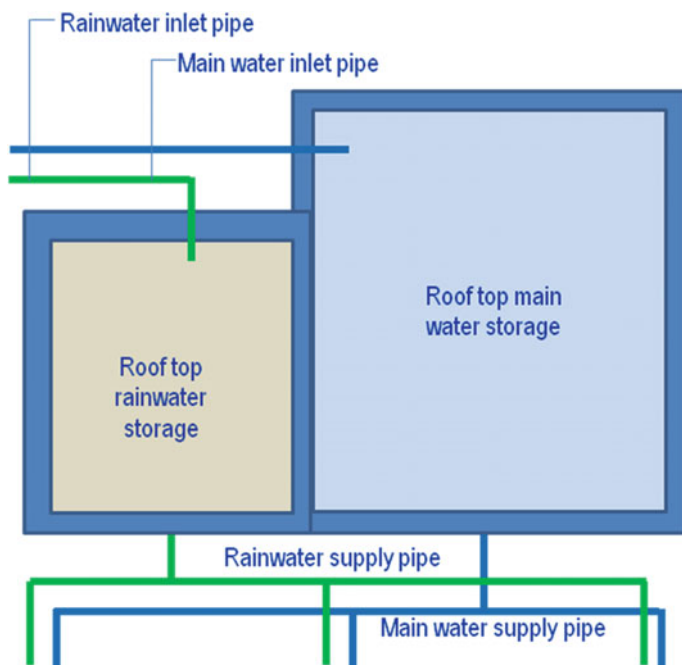 Rainwater inlet pipe
Main water inlet pipe
Roof top main
water storage
Roof top
rainwater
storage
Rainwater supply pipe
Main water supply pipe